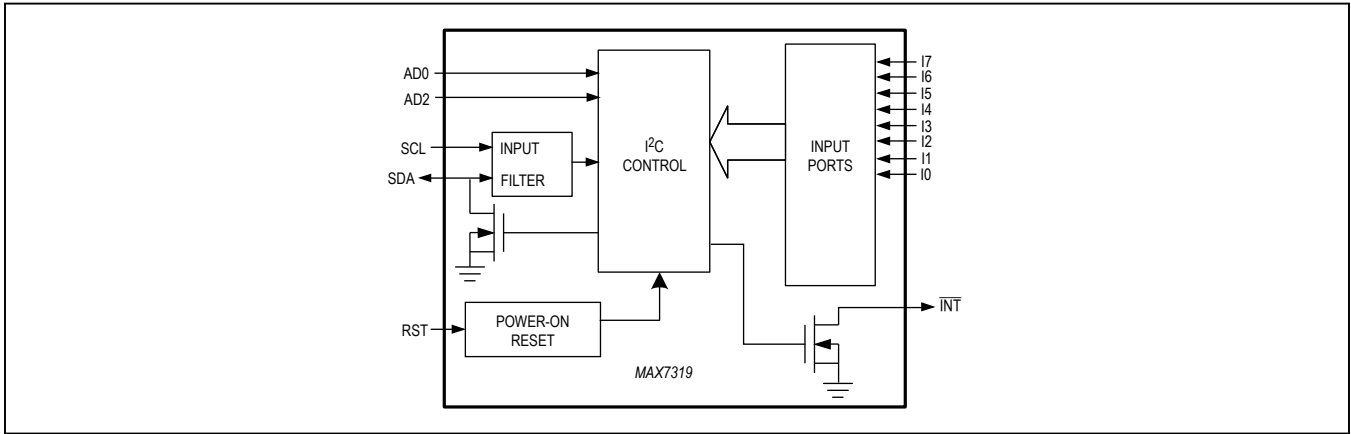 AD0
AD2
SCL
SDA
RST
INPUT
FILTER
I²C
CONTROL
POWER-ON
RESET
MAX7319
INPUT
PORTS
I7
I6
I5
I4
I3
I2
I1
I0
I̅N̅T̅